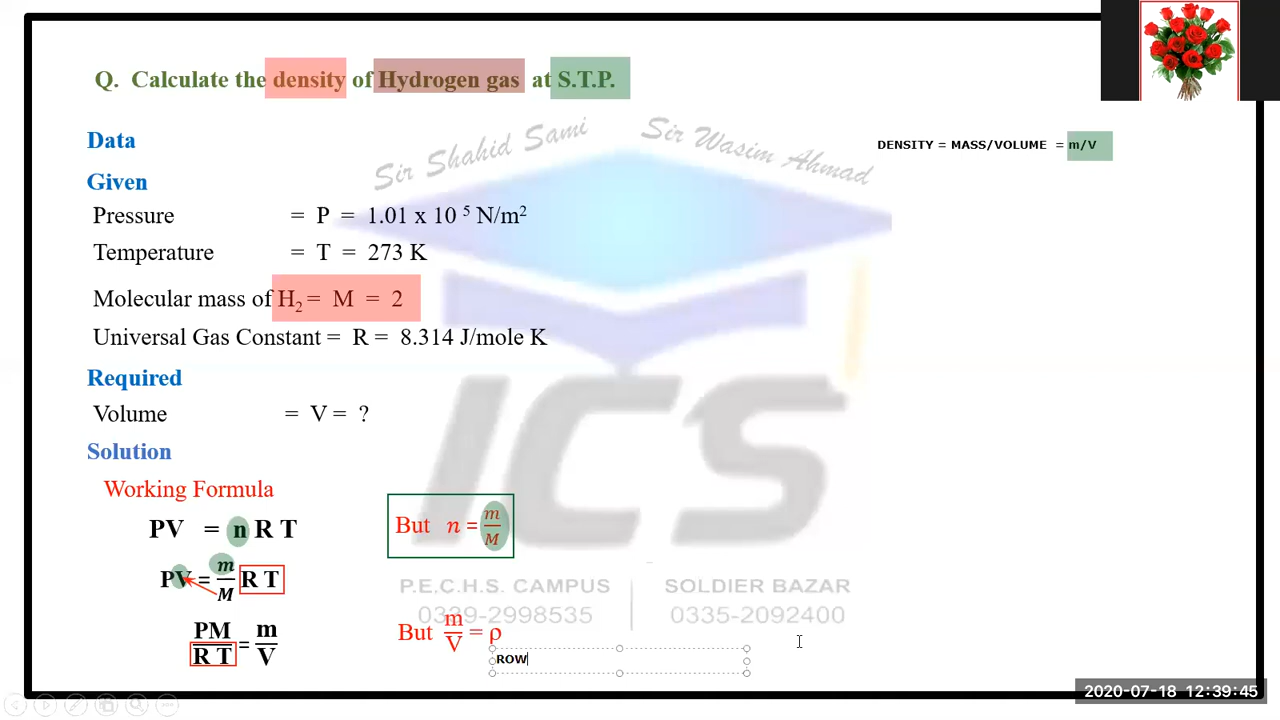 Q. Calculate the density of Hydrogen gas at S.T.P.
Data
Sir Shahid Sami Sir Wasim Ahmad
DENSITY = MASS/VOLUME = m/V
Given
Pressure = P = 1.01 x 10 ⁵ N/m²
Temperature = T = 273 K
Molecular mass of H₂ = M = 2
Universal Gas Constant = R = 8.314 J/mole K
Required
Volume = V = ?
ICS
Solution
Working Formula
PV = n R T
But n = m/M
PV = m/M R T
P.E.C.H.S. CAMPUS SOLDIER BAZAR
0339-2998535 0335-2092400
PM/R T = m/V
But m/V = ρ
ROW
2020-07-18 12:39:45